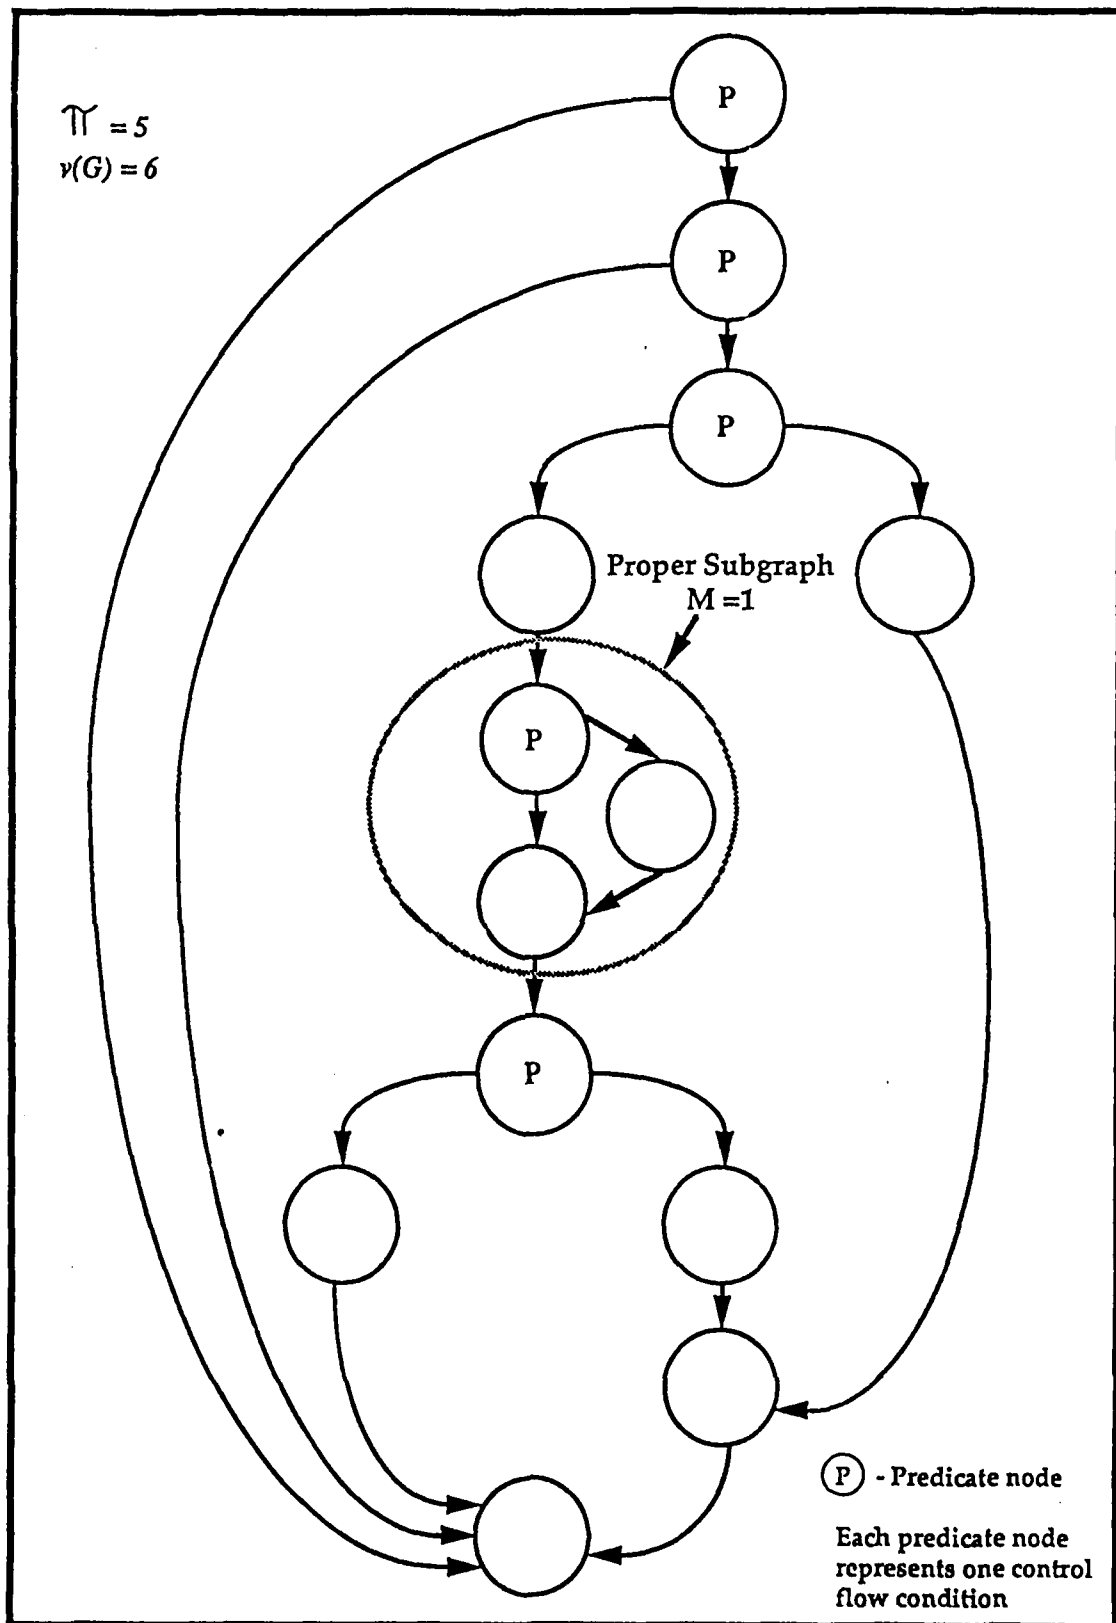 P
π = 5
ν(G) = 6
P
P
Proper Subgraph
M =1
P
P
P - Predicate node
Each predicate node
represents one control
flow condition